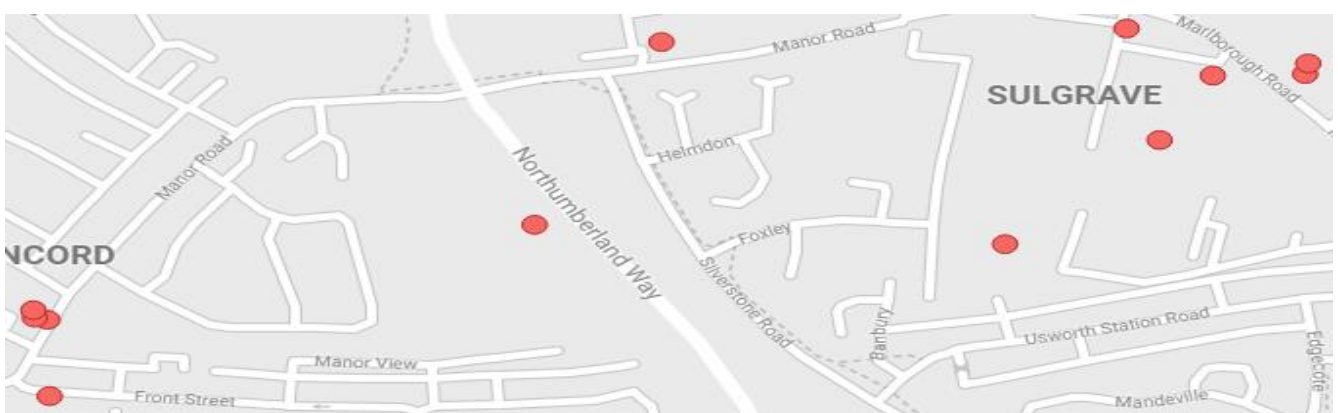 Manor Road
Marlborough Road
SULGRAVE
Helmdon
Manor Road
Northumberland Way
Foxley
NCORD
Silverstone Road
Banbury
Usworth Station Road
Edgecote
Manor View
Front Street
Mandeville